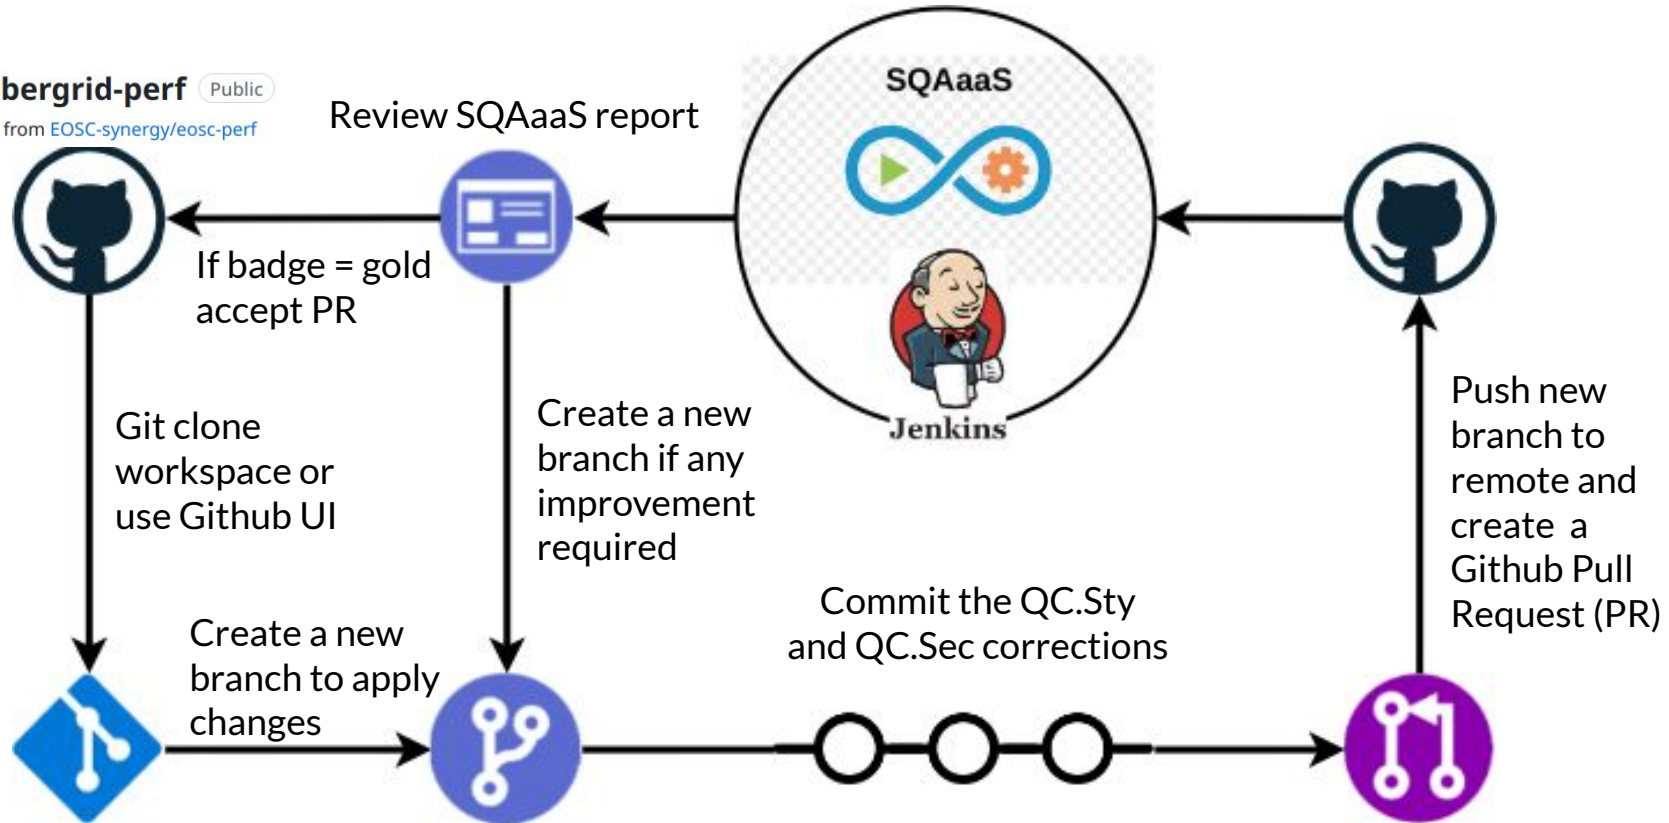 bergrid-perf Public
from EOSC-synergy/eosc-perf
Review SQAaaS report
SQAaaS
If badge = gold
accept PR
Jenkins
Git clone
workspace or
use Github UI
Create a new
branch if any
improvement
required
Push new
branch to
remote and
create a
Github Pull
Request (PR)
Create a new
branch to apply
changes
Commit the QC.Sty
and QC.Sec corrections